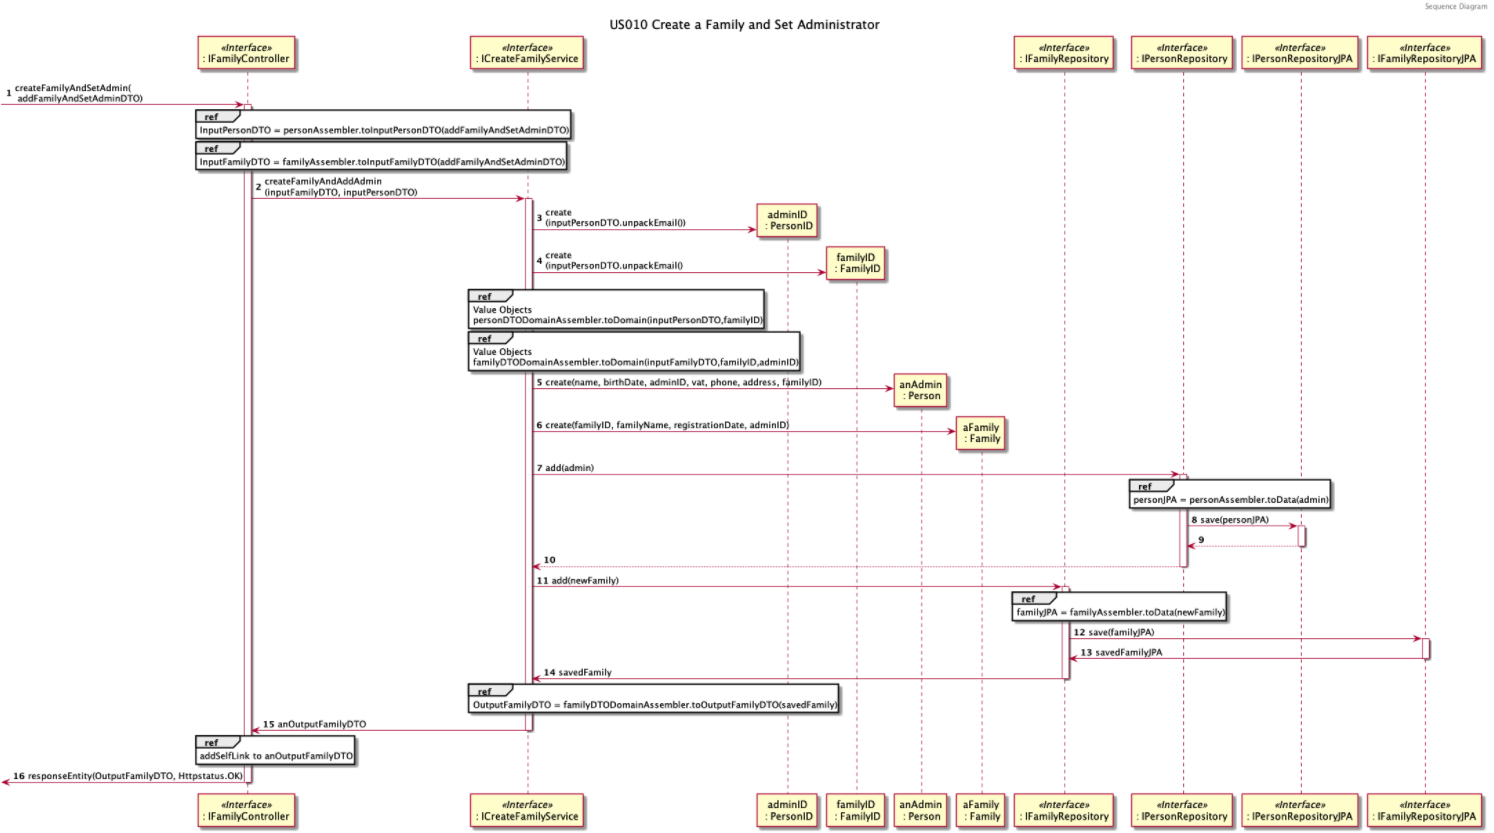 Sequence Diagram
US010 Create a Family and Set Administrator
«Interface»
: IFamilyController
«Interface»
: ICreateFamilyService
«Interface»
: IFamilyRepository
«Interface»
: IPersonRepository
«Interface»
: IPersonRepositoryJPA
«Interface»
: IFamilyRepositoryJPA
1 createFamilyAndSetAdmin(
addFamilyAndSetAdminDTO)
ref
InputPersonDTO = personAssembler.toInputPersonDTO(addFamilyAndSetAdminDTO)
ref
InputFamilyDTO = familyAssembler.toInputFamilyDTO(addFamilyAndSetAdminDTO)
2 createFamilyAndAddAdmin
(inputFamilyDTO, inputPersonDTO)
3 create
(inputPersonDTO.unpackEmail())
adminID
: PersonID
4 create
(inputPersonDTO.unpackEmail()
familyID
: FamilyID
ref
Value Objects
personDTODomainAssembler.toDomain(inputPersonDTO,familyID)
ref
Value Objects
familyDTODomainAssembler.toDomain(inputFamilyDTO,familyID,adminID)
5 create(name, birthDate, adminID, vat, phone, address, familyID)
anAdmin
: Person
6 create(familyID, familyName, registrationDate, adminID)
aFamily
: Family
7 add(admin)
ref
personJPA = personAssembler.toData(admin)
8 save(personJPA)
9
10
11 add(newFamily)
ref
familyJPA = familyAssembler.toData(newFamily)
12 save(familyJPA)
13 savedFamilyJPA
14 savedFamily
ref
OutputFamilyDTO = familyDTODomainAssembler.toOutputFamilyDTO(savedFamily)
15 anOutputFamilyDTO
ref
addSelfLink to anOutputFamilyDTO
16 responseEntity(OutputFamilyDTO, Httpstatus.OK)
«Interface»
: IFamilyController
«Interface»
: ICreateFamilyService
adminID
: PersonID
familyID
: FamilyID
anAdmin
: Person
aFamily
: Family
«Interface»
: IFamilyRepository
«Interface»
: IPersonRepository
«Interface»
: IPersonRepositoryJPA
«Interface»
: IFamilyRepositoryJPA